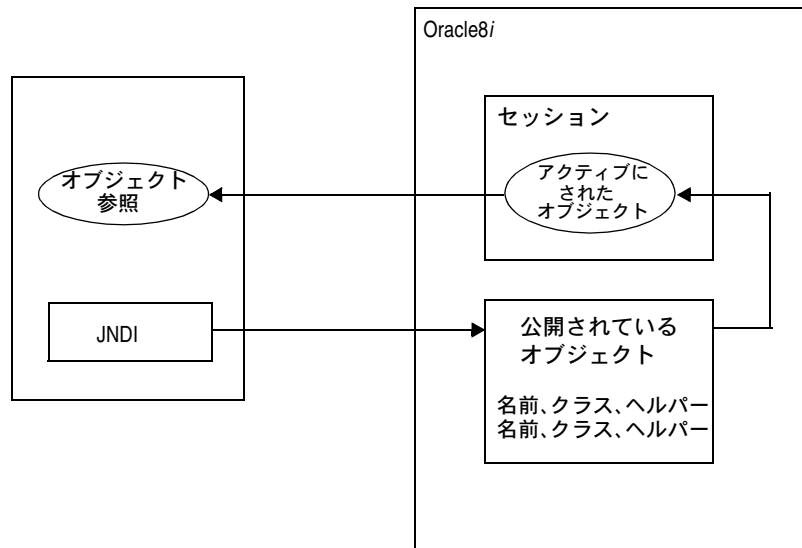 Oracle8i
セッション
アクティブに
された
オブジェクト
オブジェクト
参照
JNDI
公開されている
オブジェクト
名前、クラス、ヘルパー
名前、クラス、ヘルパー